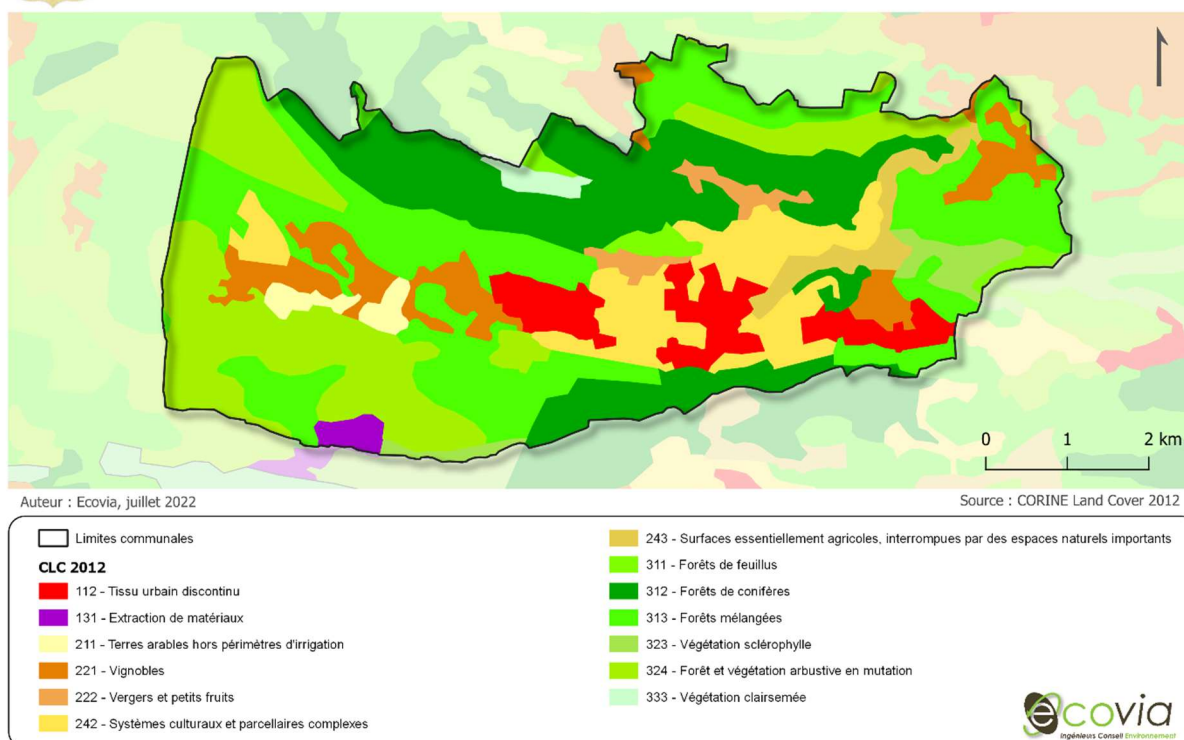 0 1 2 km
Auteur : Ecovia, juillet 2022
Source : CORINE Land Cover 2012
Limites communales
CLC 2012
112 - Tissu urbain discontinu
131 - Extraction de matériaux
211 - Terres arables hors périmètres d'irrigation
221 - Vignobles
222 - Vergers et petits fruits
242 - Systèmes culturaux et parcellaires complexes
243 - Surfaces essentiellement agricoles, interrompues par des espaces naturels importants
311 - Forêts de feuillus
312 - Forêts de conifères
313 - Forêts mélangées
323 - Végétation sclérophylle
324 - Forêt et végétation arbustive en mutation
333 - Végétation clairsemée
ecovia
Ingénieurs Conseil Environnement